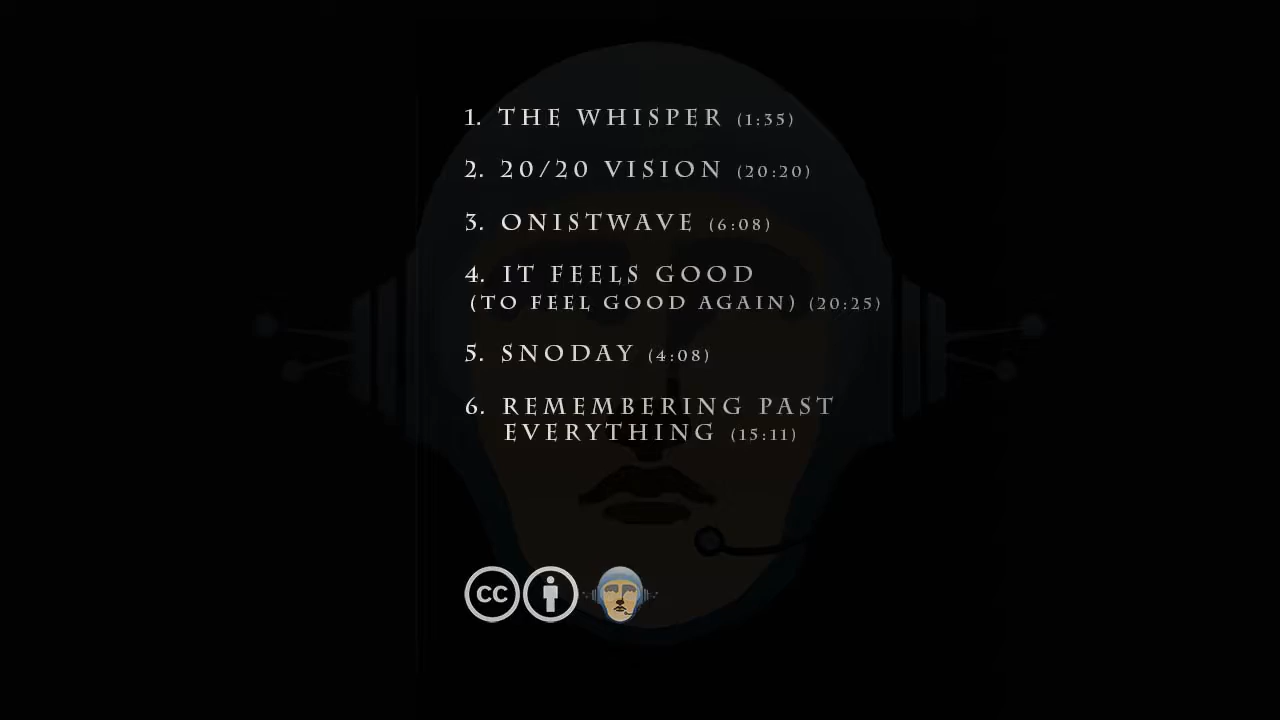 1. THE WHISPER (1:35)
2. 20/20 VISION (20:20)
3. ONISTWAVE (6:08)
4. IT FEELS GOOD
(TO FEEL GOOD AGAIN) (20:25)
5. SNODAY (4:08)
6. REMEMBERING PAST
EVERYTHING (15:11)
CC